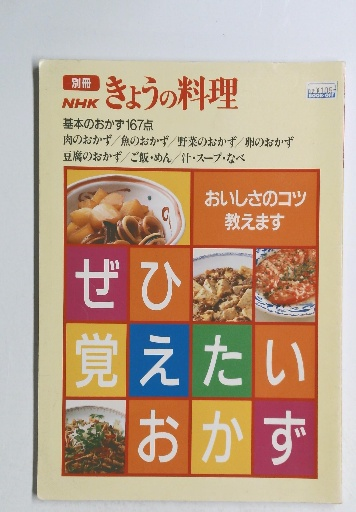 別冊
NHK きょうの料理
基本のおかず167点
肉のおかず/魚のおかず/野菜のおかず/卵のおかず
豆腐のおかず/ご飯・めん/汁・スープ・なべ
おいしさのコツ
教えます
ぜひ
覚えたい
おかず
BOOK OFF